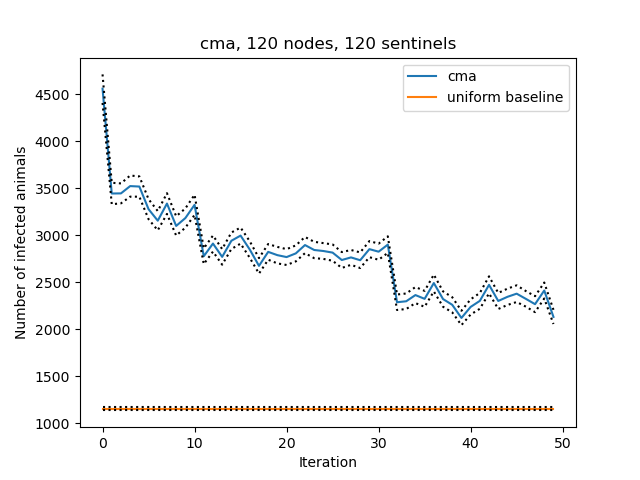 cma, 120 nodes, 120 sentinels
cma
uniform baseline
Number of infected animals
4500
4000
3500
3000
2500
2000
1500
1000
0 10 20 30 40 50
Iteration